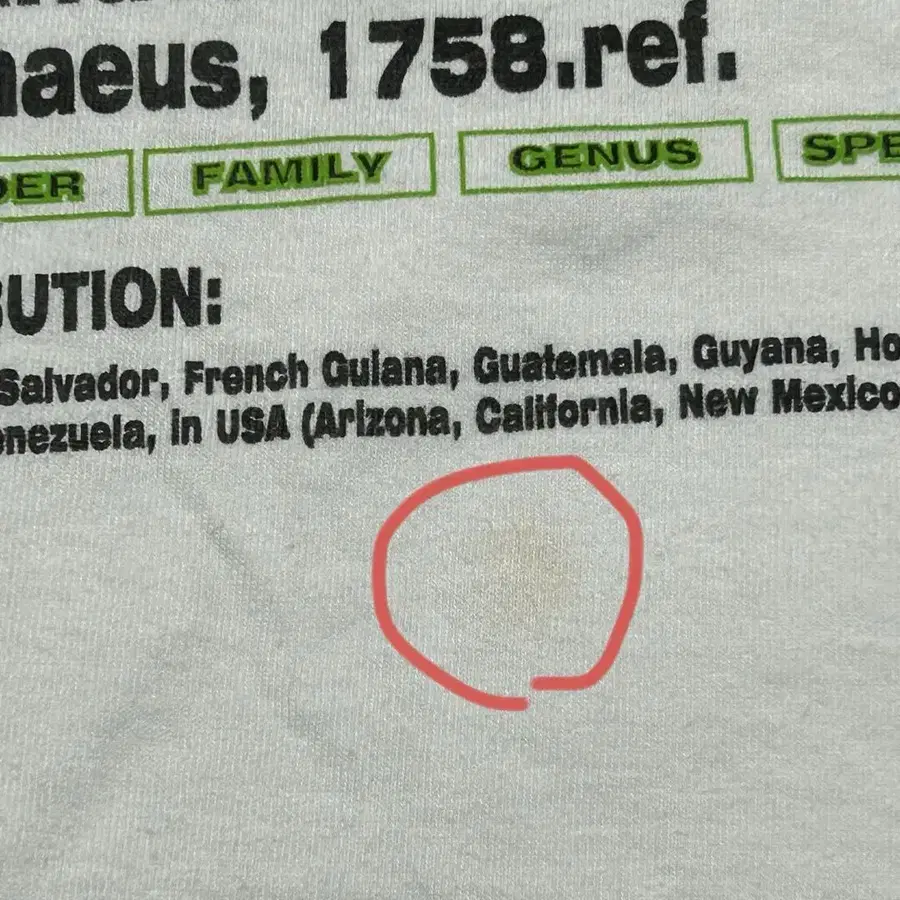 naeus, 1758.ref.
DER FAMILY GENUS SPE
BUTION:
Salvador, French Guiana, Guatemala, Guyana, Ho
enezuela, in USA (Arizona, California, New Mexico